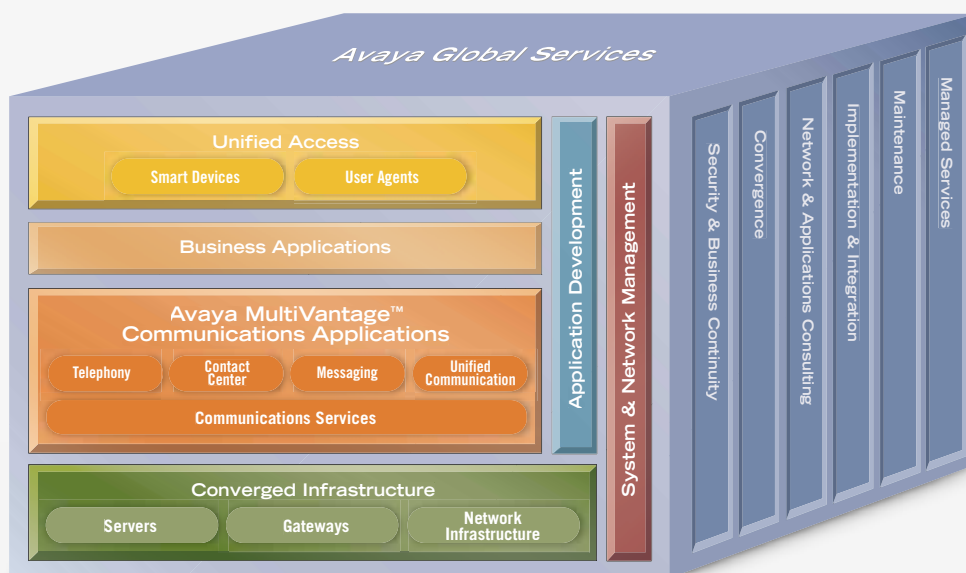 Avaya Global Services
Unified Access
Smart Devices
User Agents
Business Applications
Avaya MultiVantage™
Communications Applications
Telephony
Contact
Center
Messaging
Unified
Communication
Communications Services
Converged Infrastructure
Servers
Gateways
Network
Infrastructure
Application Development
System & Network Management
Security & Business Continuity
Convergence
Network & Applications Consulting
Implementation & Integration
Maintenance
Managed Services